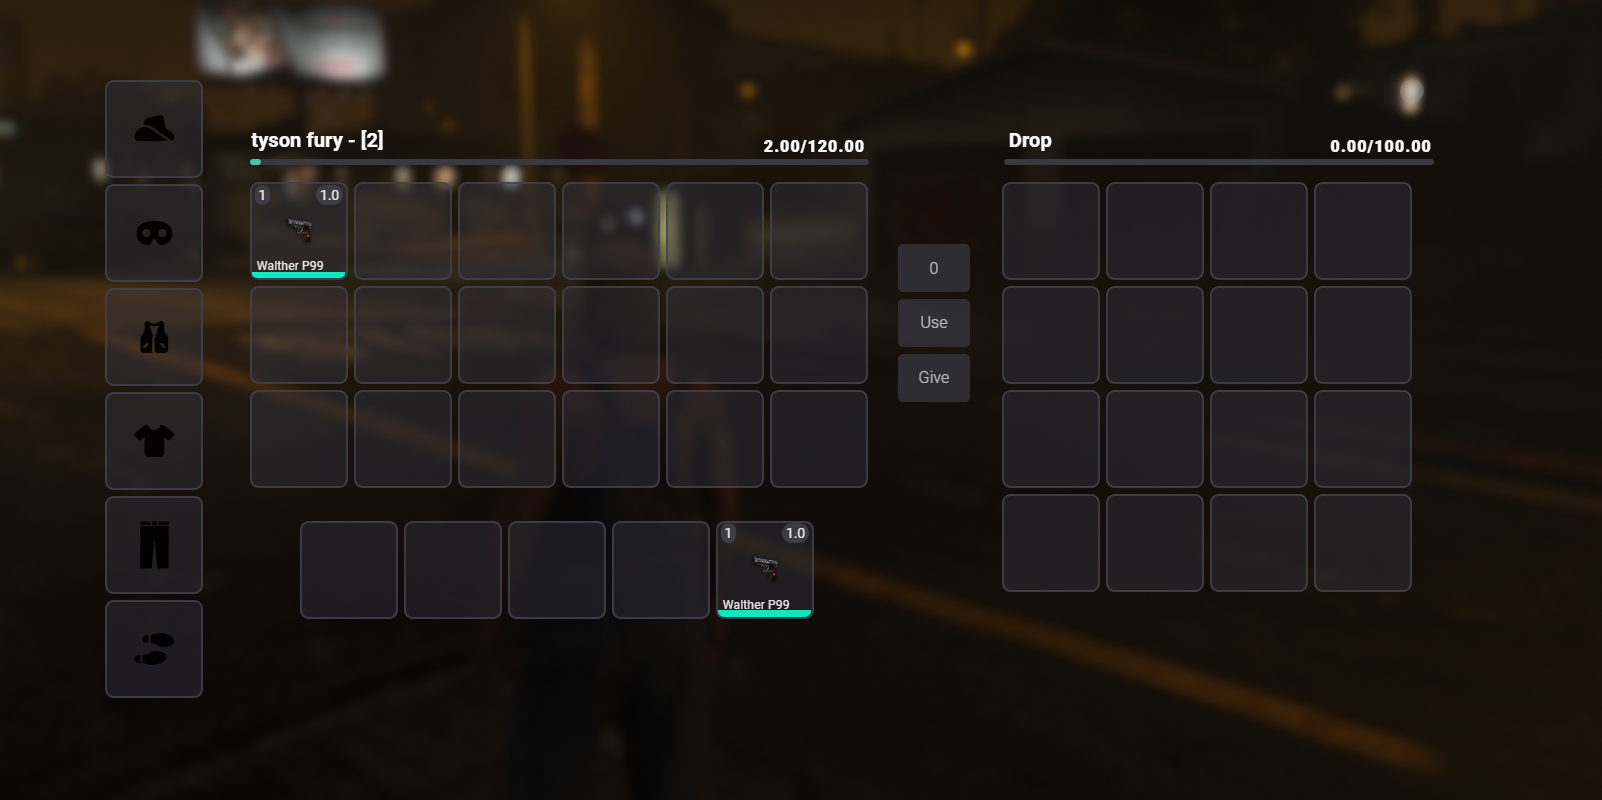 tyson fury - [2]
2.00/120.00
Drop
0.00/100.00
1
1.0
Walther P99
0
Use
Give
1
1.0
Walther P99